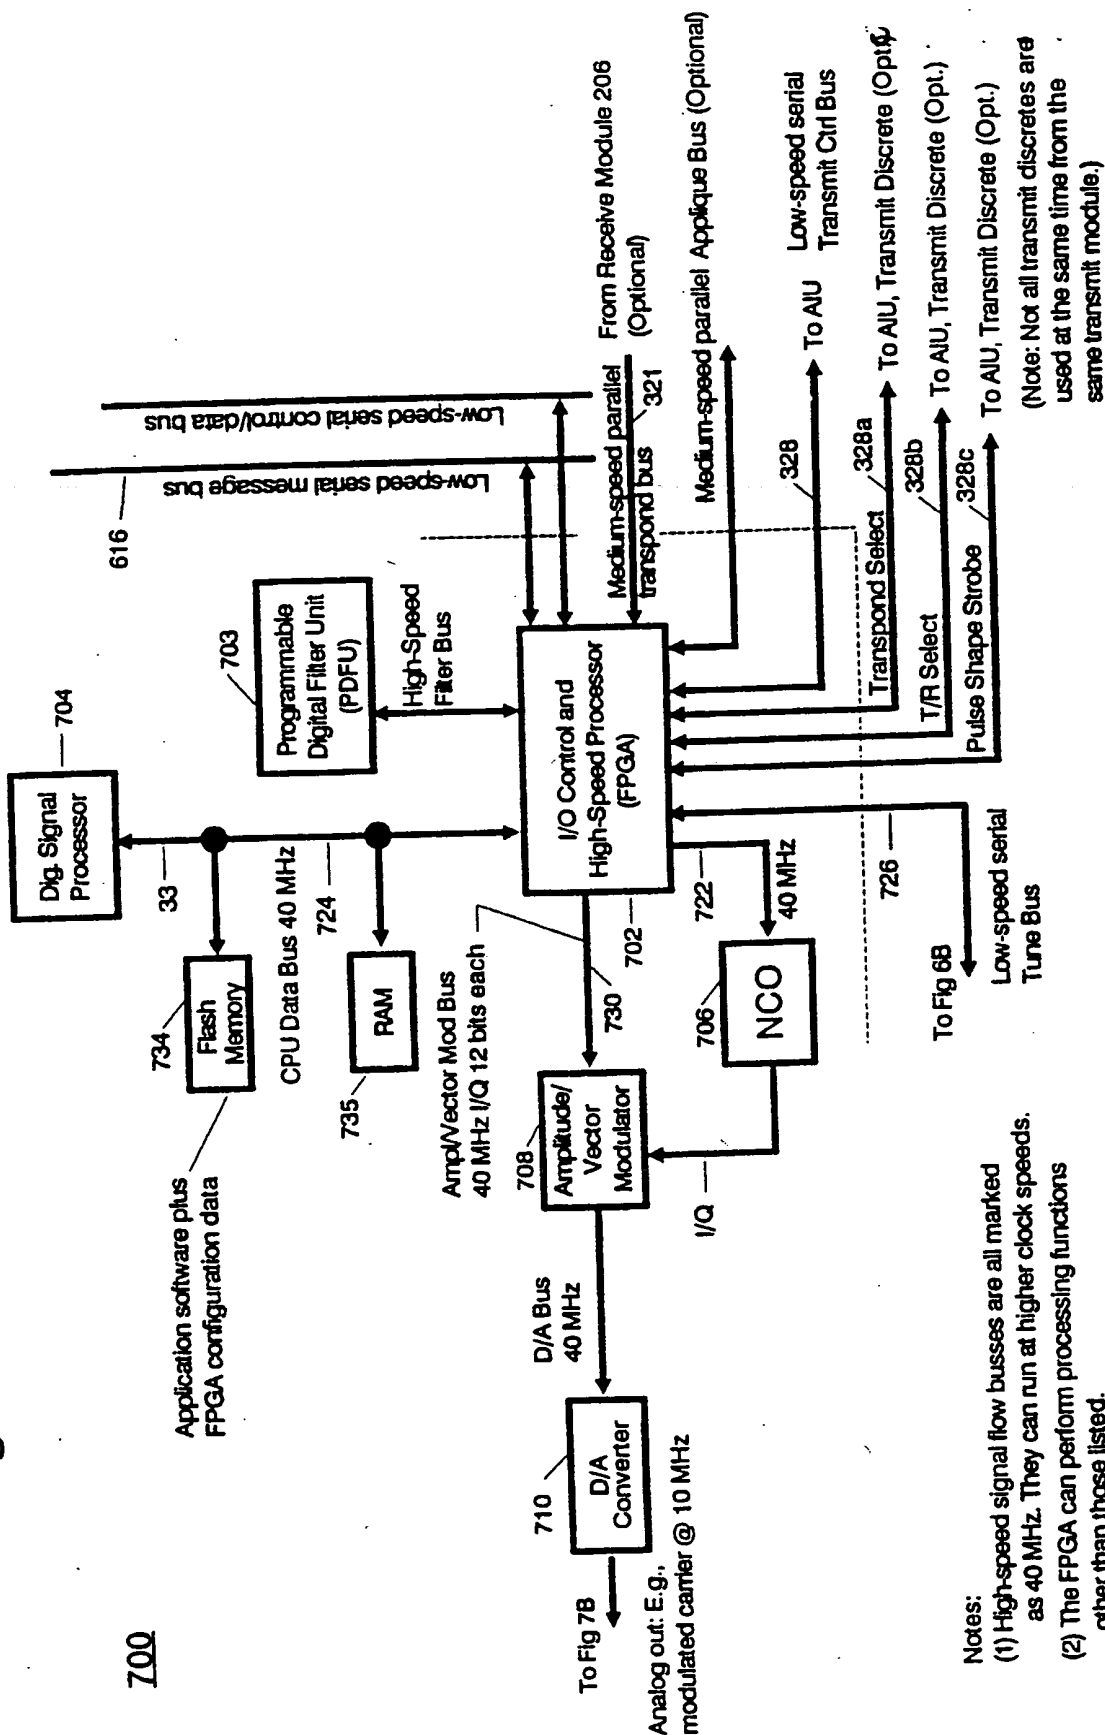 700
Application software plus
FPGA configuration data
734
Flash
Memory
33
Dig. Signal
Processor
704
CPU Data Bus 40 MHz
724
735
RAM
703
Programmable
Digital Filter Unit
(PDFU)
High-Speed
Filter Bus
616
Low-speed serial message bus
Low-speed serial control/data bus
Medium-speed parallel
transpond bus
321
From Receive Module 206
(Optional)
Medium-speed parallel Applique Bus (Optional)
Ampl/Vector Mod Bus
40 MHz I/Q 12 bits each
I/O Control and
High-Speed Processor
(FPGA)
702
730
708
Amplitude/
Vector
Modulator
D/A Bus
40 MHz
710
D/A
Converter
To Fig 7B
Analog out: E.g.,
modulated carrier @ 10 MHz
I/Q
706
NCO
722
40 MHz
726
To Fig 6B
Low-speed serial
Tune Bus
328
To AIU
Low-speed serial
Transmit Ctrl Bus
Transpond Select
328a
To AIU, Transmit Discrete
T/R Select
328b
To AIU, Transmit Discrete (Opt.)
Pulse Shape Strobe
328c
To AIU, Transmit Discrete (Opt.)
(Note: Not all transmit discretes are
used at the same time from the
same transmit module.)
Notes:
(1) High-speed signal flow busses are all marked
as 40 MHz. They can run at higher clock speeds.
(2) The FPGA can perform processing functions
other than those listed.